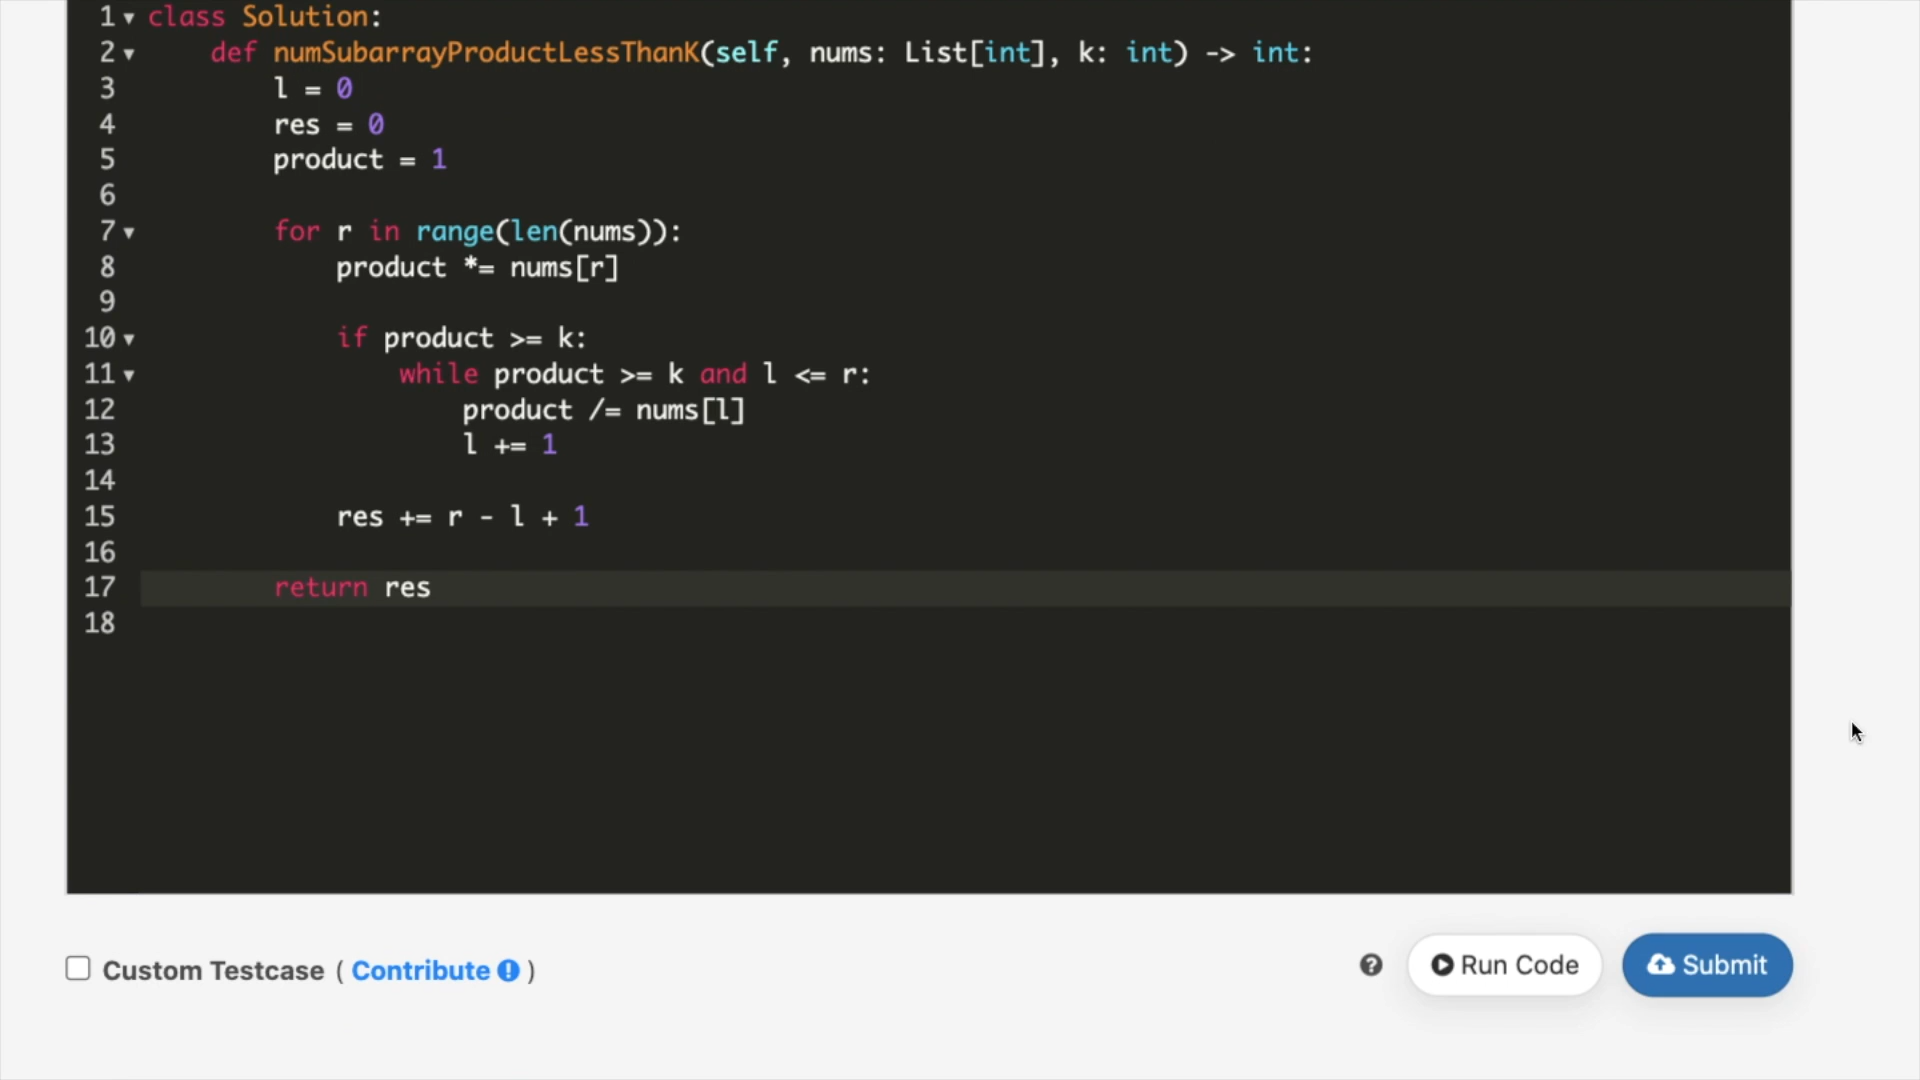 1 class Solution:
2 def numSubarrayProductLessThanK(self, nums: List[int], k: int) -> int:
3 l = 0
4 res = 0
5 product = 1
6
7 for r in range(len(nums)):
8 product *= nums[r]
9
10 if product >= k:
11 while product >= k and l <= r:
12 product /= nums[l]
13 l += 1
14
15 res += r - l + 1
16
17 return res
18
Custom Testcase ( Contribute ! ) ? Run Code Submit